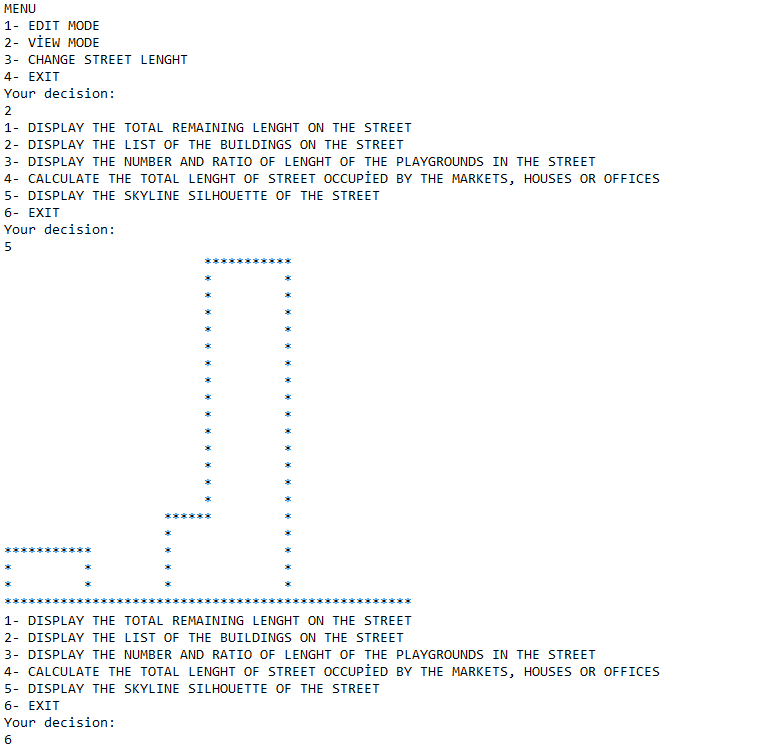 MENU
1- EDIT MODE
2- VİEW MODE
3- CHANGE STREET LENGHT
4- EXIT
Your decision:
2
1- DISPLAY THE TOTAL REMAINING LENGHT ON THE STREET
2- DISPLAY THE LIST OF THE BUILDINGS ON THE STREET
3- DISPLAY THE NUMBER AND RATIO OF LENGHT OF THE PLAYGROUNDS IN THE STREET
4- CALCULATE THE TOTAL LENGHT OF STREET OCCUPİED BY THE MARKETS, HOUSES OR OFFICES
5- DISPLAY THE SKYLINE SILHOUETTE OF THE STREET
6- EXIT
Your decision:
5
                         ***********
                         *         *
                         *         *
                         *         *
                         *         *
                         *         *
                         *         *
                         *         *
                         *         *
                         *         *
                         *         *
                         *         *
                         *         *
                         *         *
                         *         *
                    ******         *
                    *              *
***********         *              *
*         *         *              *
*         *         *              *
***************************************************
1- DISPLAY THE TOTAL REMAINING LENGHT ON THE STREET
2- DISPLAY THE LIST OF THE BUILDINGS ON THE STREET
3- DISPLAY THE NUMBER AND RATIO OF LENGHT OF THE PLAYGROUNDS IN THE STREET
4- CALCULATE THE TOTAL LENGHT OF STREET OCCUPİED BY THE MARKETS, HOUSES OR OFFICES
5- DISPLAY THE SKYLINE SILHOUETTE OF THE STREET
6- EXIT
Your decision:
6